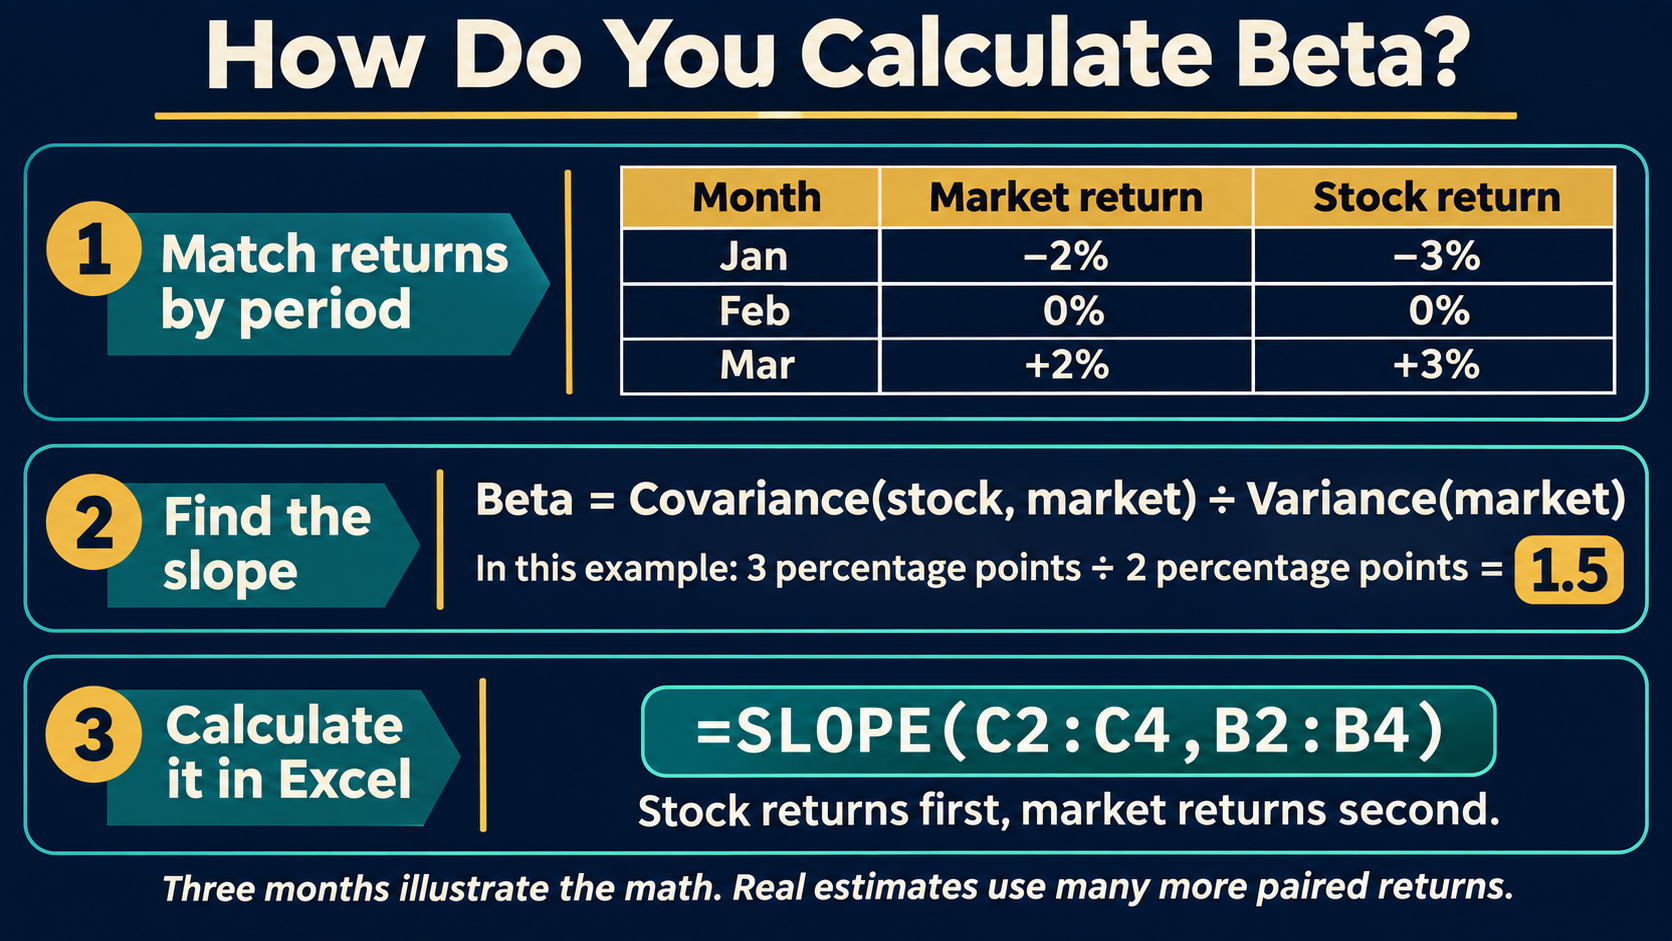 How Do You Calculate Beta?
1
Match returns
by period
Month Market return Stock return
Jan −2% −3%
Feb 0% 0%
Mar +2% +3%
2
Find the
slope
Beta = Covariance(stock, market) ÷ Variance(market)
In this example: 3 percentage points ÷ 2 percentage points = 1.5
3
Calculate
it in Excel
=SLOPE(C2:C4,B2:B4)
Stock returns first, market returns second.
Three months illustrate the math. Real estimates use many more paired returns.